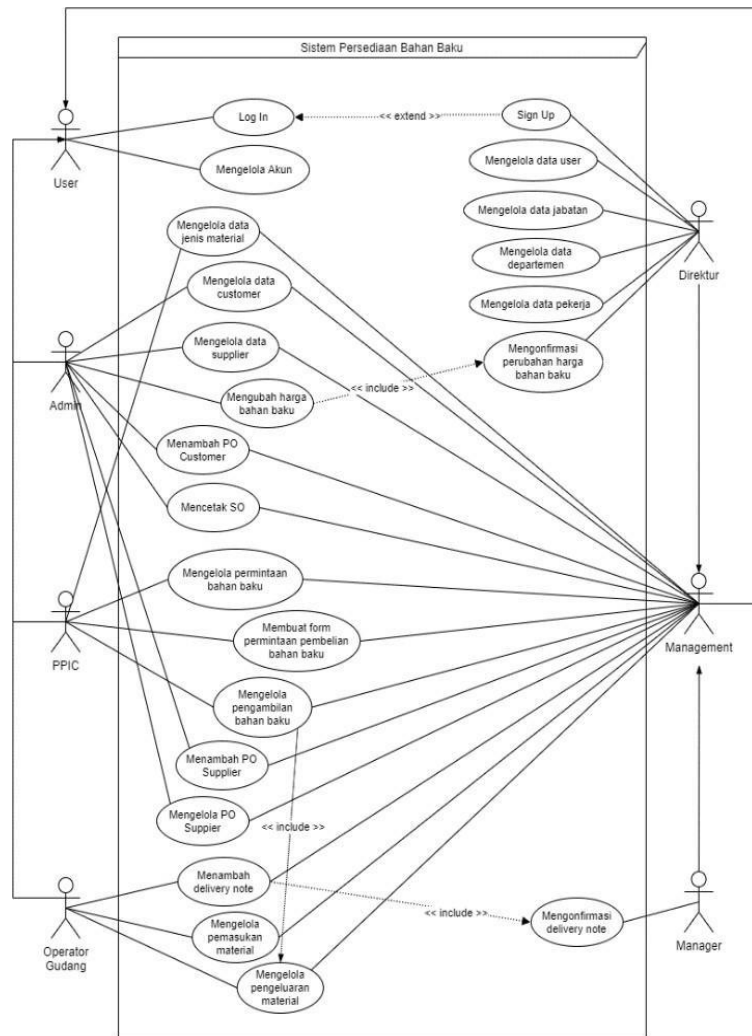 Sistem Persediaan Bahan Baku
Log In
<< extend >>
Sign Up
User
Mengelola Akun
Mengelola data user
Mengelola data
jenis material
Mengelola data jabatan
Mengelola data
customer
Mengelola data
departemen
Direktur
Mengelola data pekerja
Mengelola data
supplier
Mengonfirmasi
perubahan harga
bahan baku
Admin
Mengubah harga
bahan baku
<< include >>
Menambah PO
Customer
Mencetak SO
Mengelola permintaan
bahan baku
Membuat form
permintaan pembelian
bahan baku
PPIC
Management
Mengelola
pengambilan
bahan baku
Menambah PO
Supplier
Mengelola PO
Suppier
<< include >>
Menambah
delivery note
<< include >>
Mengonfirmasi
delivery note
Operator
Gudang
Mengelola
pemasukan
material
Manager
Mengelola
pengeluaran
material